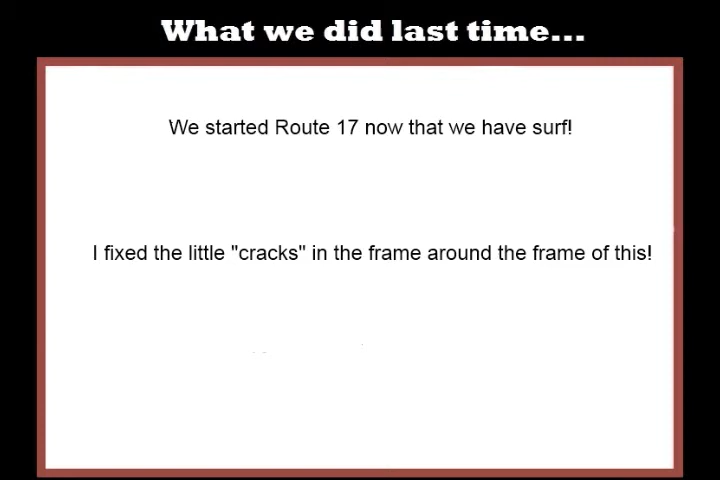 What we did last time...
We started Route 17 now that we have surf!
I fixed the little "cracks" in the frame around the frame of this!